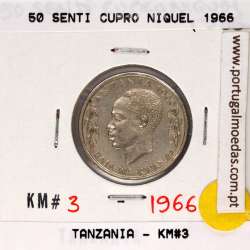 50 SENTI CUPRO NIQUEL 1966
KM# 3 - 1966
TANZANIA - KM#3
www.
portugalmoedas.com.pt